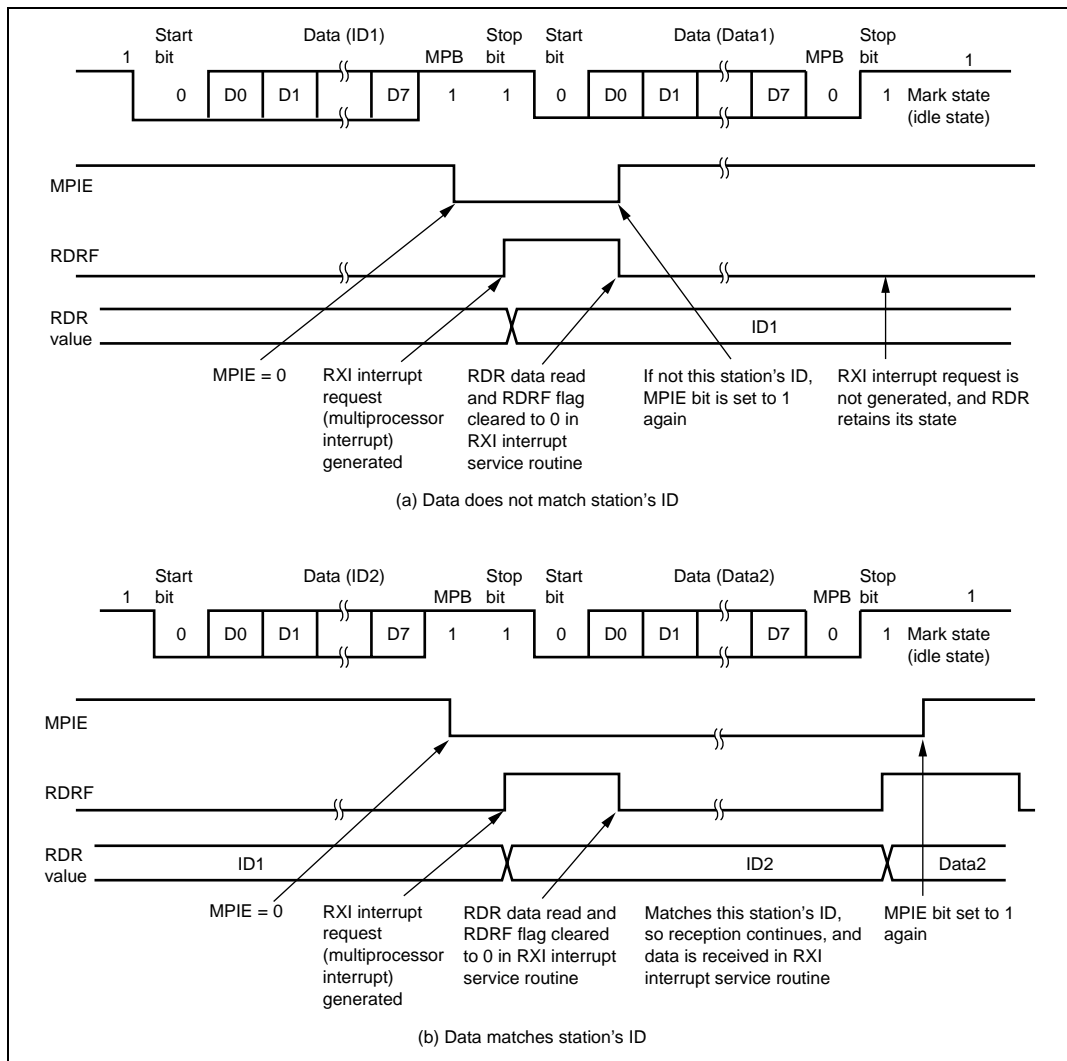 Start bit Data (ID1) MPB Stop bit Start bit Data (Data1) MPB Stop bit
1 0 D0 D1 D7 1 1 0 D0 D1 D7 0 1 1
Mark state
(idle state)
MPIE
RDRF
RDR
value
ID1
MPIE = 0
RXI interrupt
request
(multiprocessor
interrupt)
generated
RDR data read
and RDRF flag
cleared to 0 in
RXI interrupt
service routine
If not this station's ID,
MPIE bit is set to 1
again
RXI interrupt request is
not generated, and RDR
retains its state
(a) Data does not match station's ID
Start bit Data (ID2) MPB Stop bit Start bit Data (Data2) MPB Stop bit
1 0 D0 D1 D7 1 1 0 D0 D1 D7 0 1 1
Mark state
(idle state)
MPIE
RDRF
RDR
value
ID1 ID2 Data2
MPIE = 0
RXI interrupt
request
(multiprocessor
interrupt)
generated
RDR data read and
RDRF flag cleared
to 0 in RXI interrupt
service routine
Matches this station's ID,
so reception continues, and
data is received in RXI
interrupt service routine
MPIE bit set to 1
again
(b) Data matches station's ID